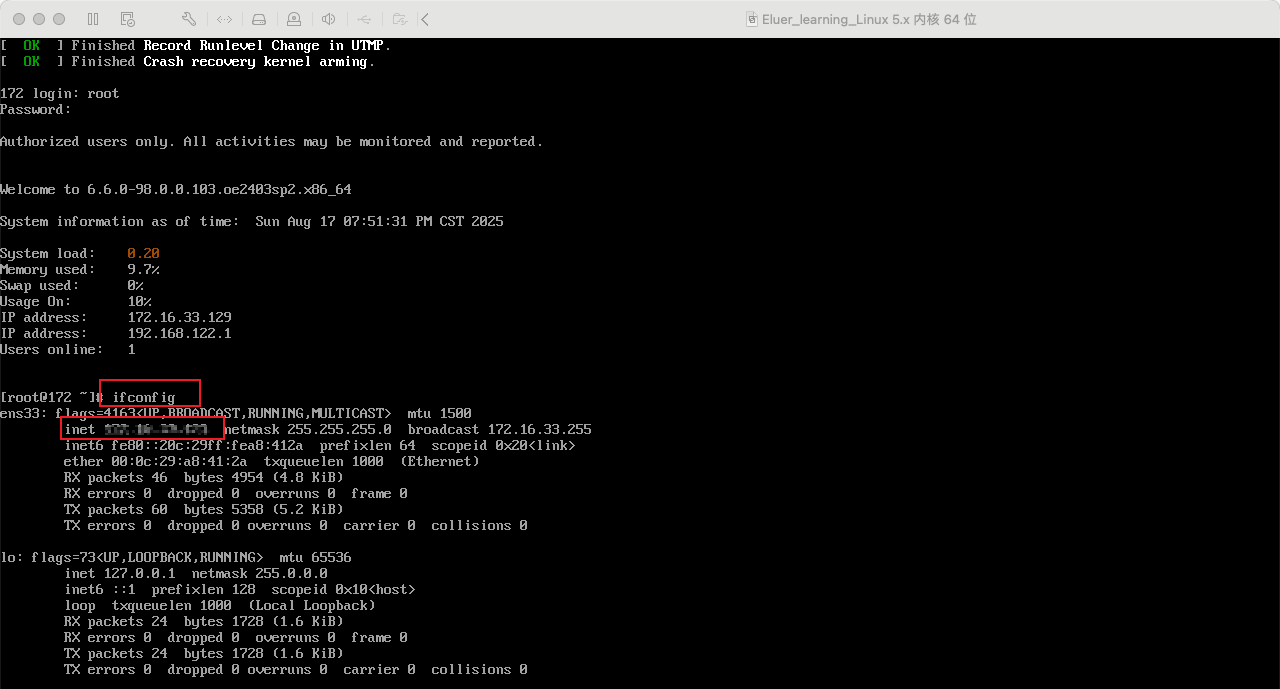 Eluer_learning_Linux 5.x 内核 64 位
[  OK  ] Finished Record Runlevel Change in UTMP.
[  OK  ] Finished Crash recovery kernel arming.
172 login: root
Password:
Authorized users only. All activities may be monitored and reported.
Welcome to 6.6.0-98.0.0.103.oe2403sp2.x86_64
System information as of time:  Sun Aug 17 07:51:31 PM CST 2025
System load:    0.20
Memory used:    9.7%
Swap used:      0%
Usage On:       10%
IP address:     172.16.33.129
IP address:     192.168.122.1
Users online:   1
[root@172 ~]# ifconfig
ens33: flags=4163<UP,BROADCAST,RUNNING,MULTICAST>  mtu 1500
        inet netmask 255.255.255.0  broadcast 172.16.33.255
        inet6 fe80::20c:29ff:fea8:412a  prefixlen 64  scopeid 0x20<link>
        ether 00:0c:29:a8:41:2a  txqueuelen 1000  (Ethernet)
        RX packets 46  bytes 4954 (4.8 KiB)
        RX errors 0  dropped 0  overruns 0  frame 0
        TX packets 60  bytes 5358 (5.2 KiB)
        TX errors 0  dropped 0 overruns 0  carrier 0  collisions 0
lo: flags=73<UP,LOOPBACK,RUNNING>  mtu 65536
        inet 127.0.0.1  netmask 255.0.0.0
        inet6 ::1  prefixlen 128  scopeid 0x10<host>
        loop  txqueuelen 1000  (Local Loopback)
        RX packets 24  bytes 1728 (1.6 KiB)
        RX errors 0  dropped 0  overruns 0  frame 0
        TX packets 24  bytes 1728 (1.6 KiB)
        TX errors 0  dropped 0 overruns 0  carrier 0  collisions 0